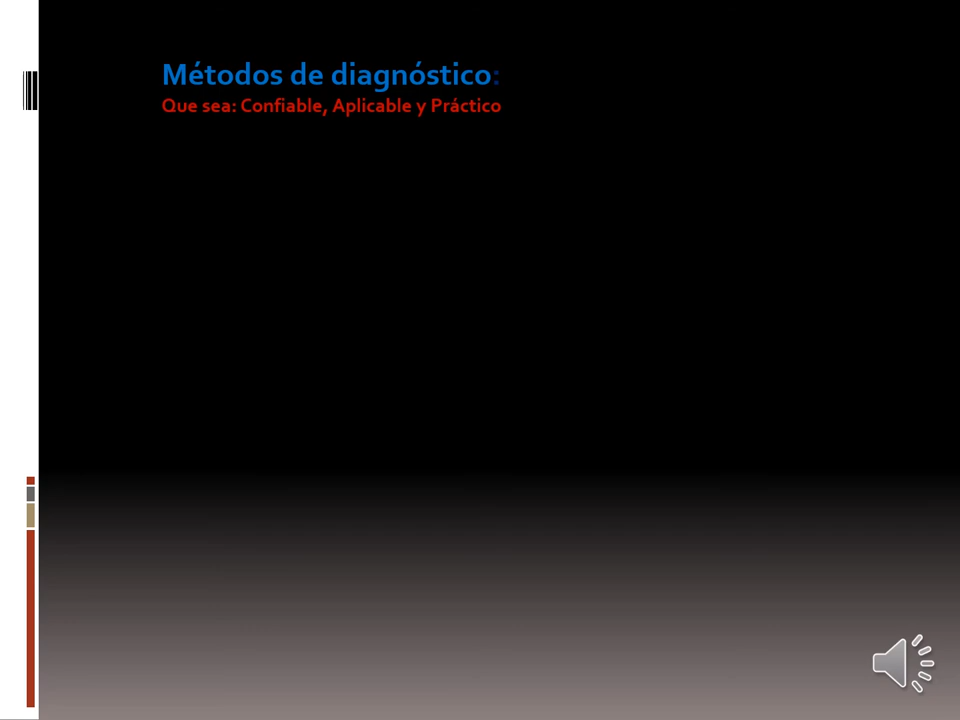 Métodos de diagnóstico:
Que sea: Confiable, Aplicable y Práctico